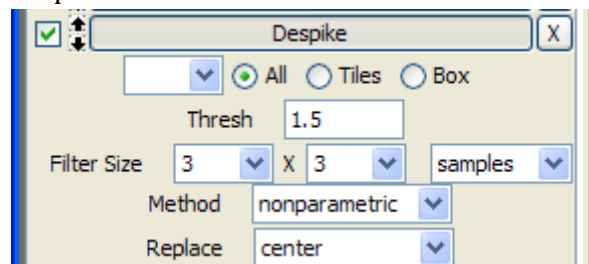 Despike X
All Tiles Box
Thresh 1.5
Filter Size 3 X 3 samples
Method nonparametric
Replace center